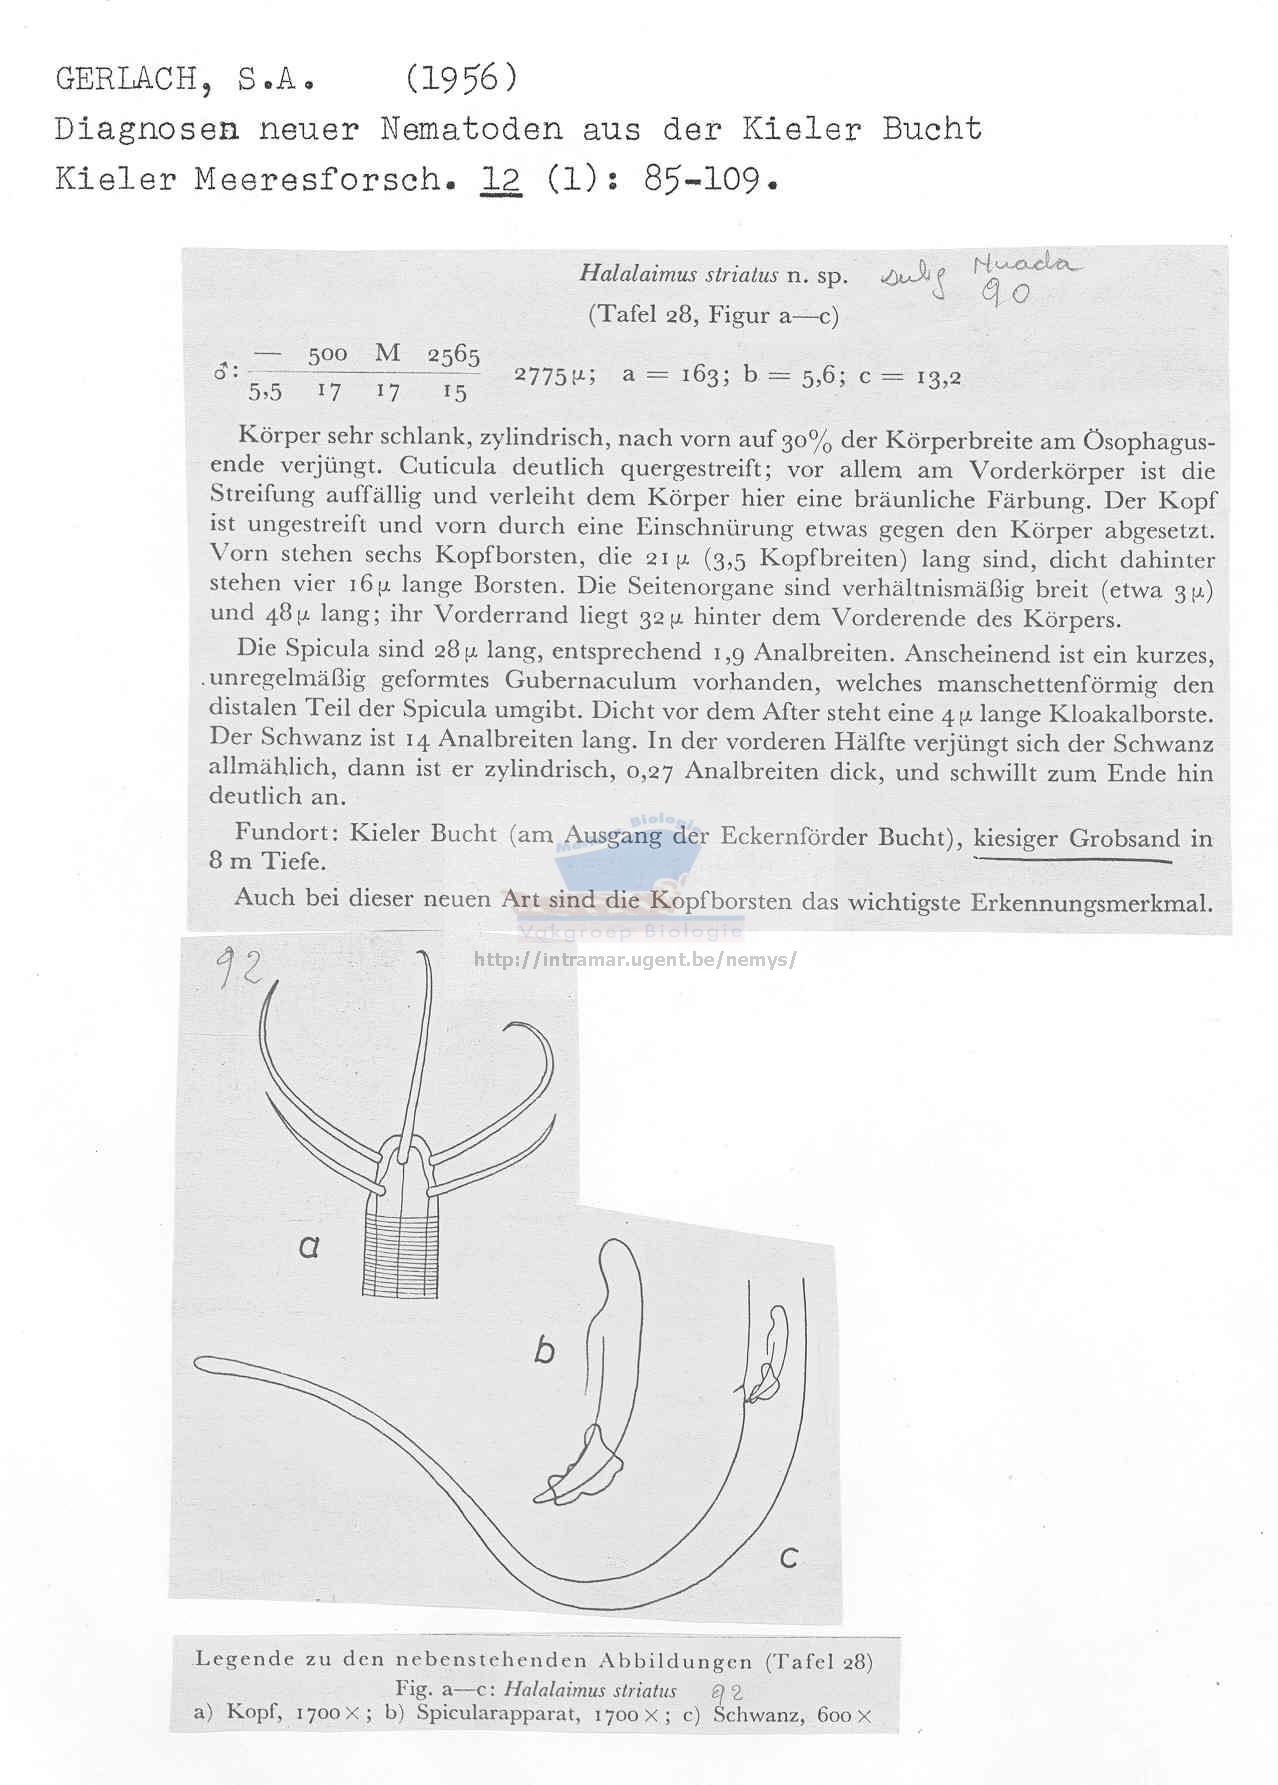 GERLACH, S.A. (1956)
Diagnosen neuer Nematoden aus der Kieler Bucht
Kieler Meeresforsch. 12 (1): 85-109.
Halalaimus striatus n. sp. subg Nuada
90
(Tafel 28, Figur a—c)
— 500 M 2565
♂: 2775 µ; a = 163; b = 5,6; c = 13,2
5,5 17 17 15
Körper sehr schlank, zylindrisch, nach vorn auf 30% der Körperbreite am Ösophagus-
ende verjüngt. Cuticula deutlich quergestreift; vor allem am Vorderkörper ist die
Streifung auffällig und verleiht dem Körper hier eine bräunliche Färbung. Der Kopf
ist ungestreift und vorn durch eine Einschnürung etwas gegen den Körper abgesetzt.
Vorn stehen sechs Kopfborsten, die 21 µ (3,5 Kopfbreiten) lang sind, dicht dahinter
stehen vier 16 µ lange Borsten. Die Seitenorgane sind verhältnismäßig breit (etwa 3 µ)
und 48 µ lang; ihr Vorderrand liegt 32 µ hinter dem Vorderende des Körpers.
Die Spicula sind 28 µ lang, entsprechend 1,9 Analbreiten. Anscheinend ist ein kurzes,
unregelmäßig geformtes Gubernaculum vorhanden, welches manschettenförmig den
distalen Teil der Spicula umgibt. Dicht vor dem After steht eine 4 µ lange Kloakalborste.
Der Schwanz ist 14 Analbreiten lang. In der vorderen Hälfte verjüngt sich der Schwanz
allmählich, dann ist er zylindrisch, 0,27 Analbreiten dick, und schwillt zum Ende hin
deutlich an.
Fundort: Kieler Bucht (am Ausgang der Eckernförder Bucht), kiesiger Grobsand in
8 m Tiefe.
Auch bei dieser neuen Art sind die Kopfborsten das wichtigste Erkennungsmerkmal.
Mariene Biologie
Vakgroep Biologie
http://intramar.ugent.be/nemys/
92
a
b
c
Legende zu den nebenstehenden Abbildungen (Tafel 28)
Fig. a—c: Halalaimus striatus 92
a) Kopf, 1700 ×; b) Spicularapparat, 1700 ×; c) Schwanz, 600 ×